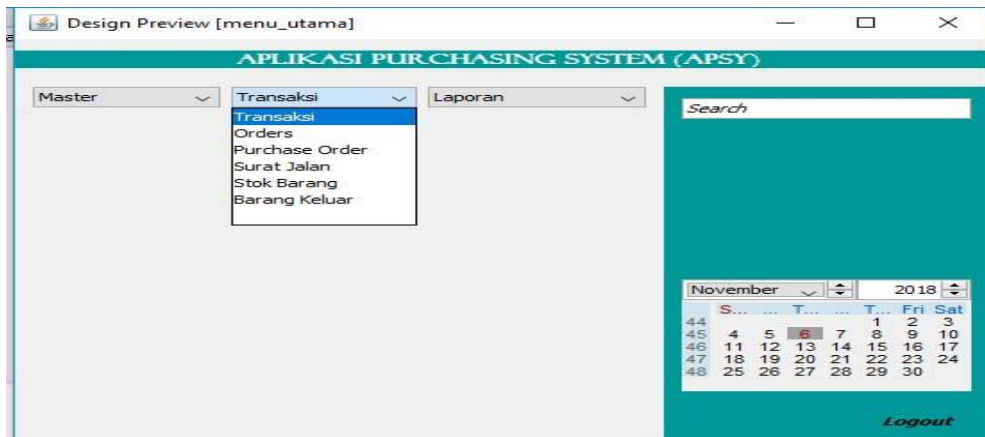 Design Preview [menu_utama]
APLIKASI PURCHASING SYSTEM (APSY)
Master Transaksi Laporan
Transaksi
Orders
Purchase Order
Surat Jalan
Stok Barang
Barang Keluar
Search
November 2018
S... ... T... ... T... Fri Sat
44 1 2 3
45 4 5 6 7 8 9 10
46 11 12 13 14 15 16 17
47 18 19 20 21 22 23 24
48 25 26 27 28 29 30
Logout